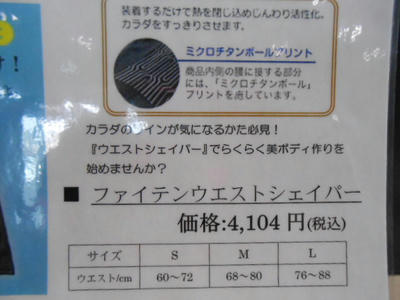 装着するだけで熱を閉じ込めじんわり活性化。
カラダをすっきりさせます。
ミクロチタンボールプリント
商品内側の腰に接する部分
には、「ミクロチタンボール」
プリントを施しています。
け!
カラダのラインが気になるかた必見!
『ウエストシェイパー』でらくらく美ボディ作りを
始めませんか?
■ ファイテンウエストシェイパー
価格:4,104円(税込)
サイズ S M L
ウエスト/cm 60～72 68～80 76～88